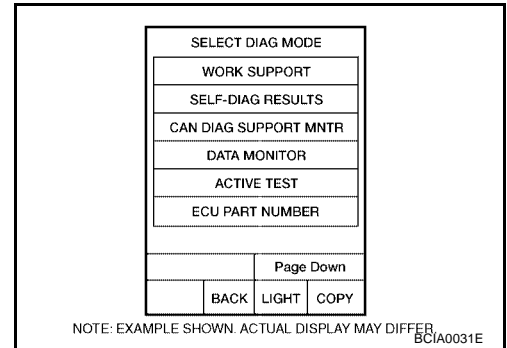 SELECT DIAG MODE
WORK SUPPORT
SELF-DIAG RESULTS
CAN DIAG SUPPORT MNTR
DATA MONITOR
ACTIVE TEST
ECU PART NUMBER
Page Down
BACK LIGHT COPY
NOTE: EXAMPLE SHOWN. ACTUAL DISPLAY MAY DIFFER.
BCIA0031E